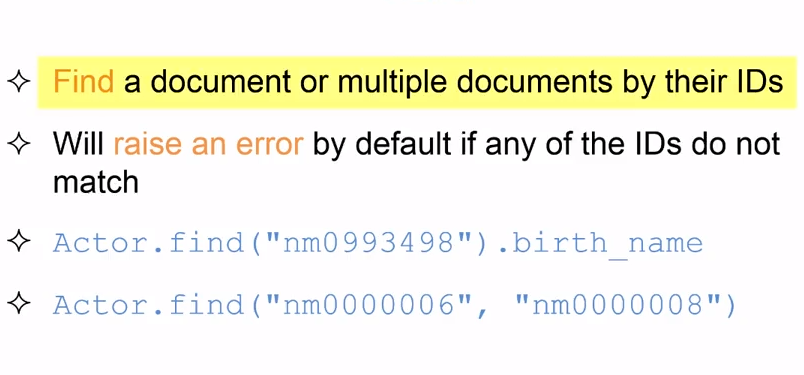 Find a document or multiple documents by their IDs
Will raise an error by default if any of the IDs do not
match
Actor.find("nm0993498").birth_name
Actor.find("nm0000006", "nm0000008")